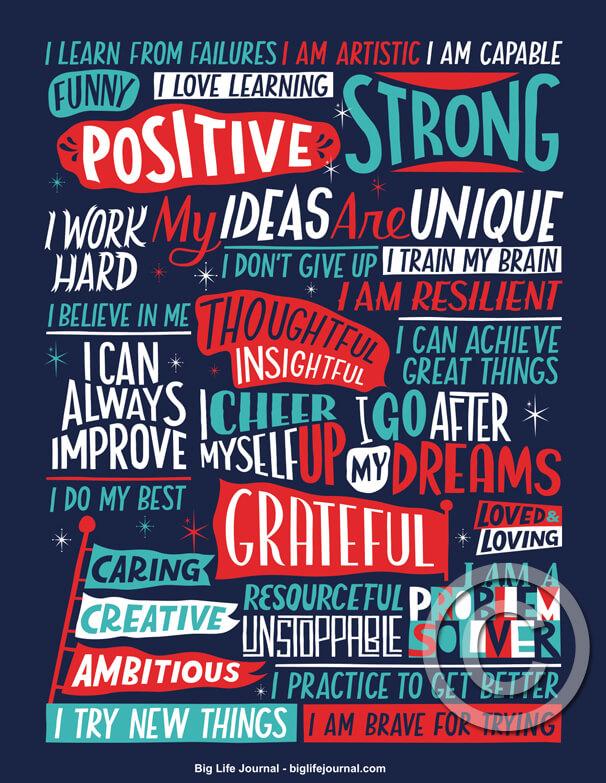 I LEARN FROM FAILURES I AM ARTISTIC I AM CAPABLE
FUNNY
I LOVE LEARNING
STRONG
POSITIVE
I WORK
HARD
My IDEAS Are UNIQUE
I DON'T GIVE UP
I TRAIN MY BRAIN
I AM RESILIENT
I BELIEVE IN ME
THOUGHTFUL
INSIGHTFUL
I CAN ACHIEVE
GREAT THINGS
I CAN
ALWAYS
IMPROVE
I CHEER
MYSELF UP
I GO AFTER
MY DREAMS
I DO MY BEST
GRATEFUL
LOVED &
LOVING
CARING
CREATIVE
AMBITIOUS
RESOURCEFUL
UNSTOPPABLE
I AM A
PROBLEM
SOLVER
I PRACTICE TO GET BETTER
I TRY NEW THINGS
I AM BRAVE FOR TRYING
©
Big Life Journal - biglifejournal.com